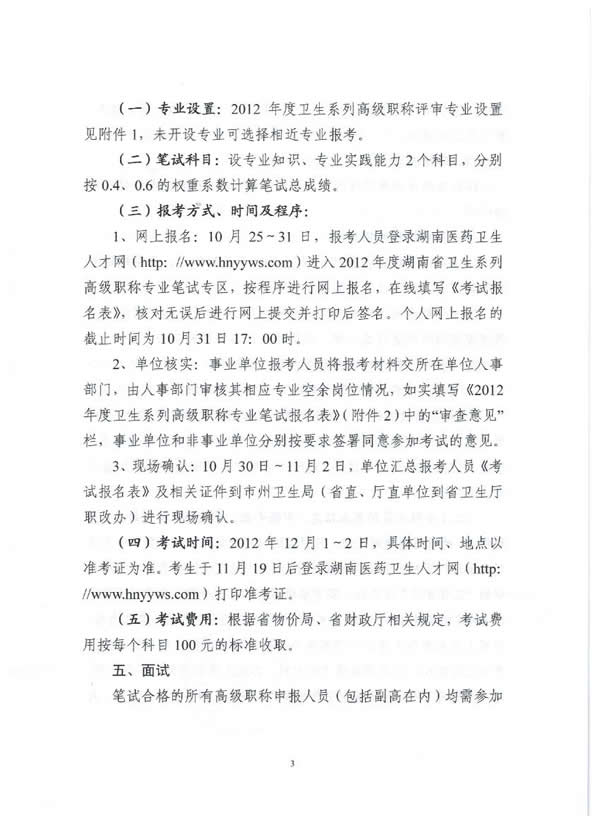 （一）专业设置：2012 年度卫生系列高级职称评审专业设置
见附件 1，未开设专业可选择相近专业报考。
（二）笔试科目：设专业知识、专业实践能力 2 个科目，分别
按 0.4、0.6 的权重系数计算笔试总成绩。
（三）报考方式、时间及程序：
1、网上报名：10 月 25～31 日，报考人员登录湖南医药卫生
人才网（http: //www.hnyyws.com）进入 2012 年度湖南省卫生系列
高级职称专业笔试专区，按程序进行网上报名，在线填写《考试报
名表》，核对无误后进行网上提交并打印后签名。个人网上报名的
截止时间为 10 月 31 日 17：00 时。
2、单位核实：事业单位报考人员将报考材料交所在单位人事
部门，由人事部门审核其相应专业空余岗位情况，如实填写《2012
年度卫生系列高级职称专业笔试报名表》（附件 2）中的“审查意见”
栏，事业单位和非事业单位分别按要求签署同意参加考试的意见。
3、现场确认：10 月 30 日～11 月 2 日，单位汇总报考人员《考
试报名表》及相关证件到市州卫生局（省直、厅直单位到省卫生厅
职改办）进行现场确认。
（四）考试时间：2012 年 12 月 1～2 日，具体时间、地点以
准考证为准。考生于 11 月 19 日后登录湖南医药卫生人才网（http:
//www.hnyyws.com）打印准考证。
（五）考试费用：根据省物价局、省财政厅相关规定，考试费
用按每个科目 100 元的标准收取。
五、面试
笔试合格的所有高级职称申报人员（包括副高在内）均需参加
3